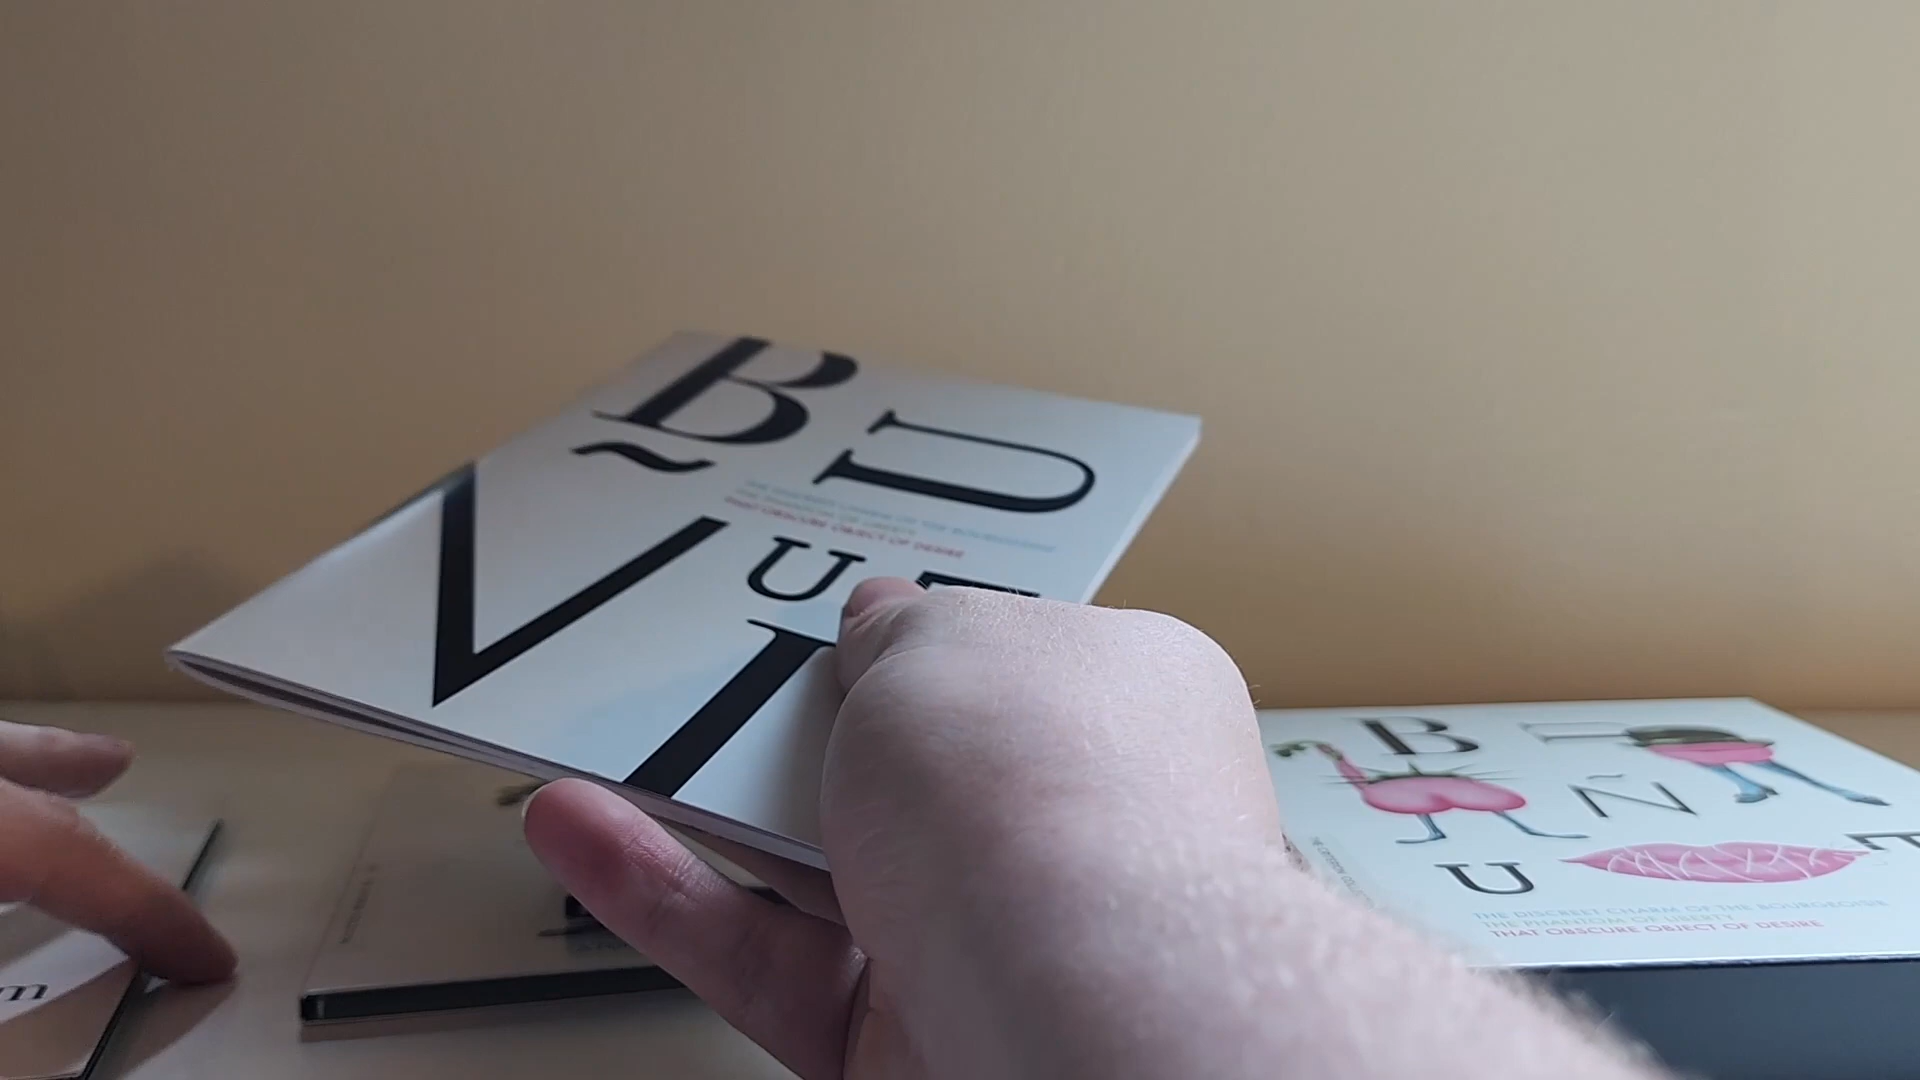 B U
Ñ
U
THE DISCREET CHARM OF THE BOURGEOISIE
THE PHANTOM OF LIBERTY
THAT OBSCURE OBJECT OF DESIRE
m
B
Ñ
U
THE DISCREET CHARM OF THE BOURGEOISIE
THE PHANTOM OF LIBERTY
THAT OBSCURE OBJECT OF DESIRE